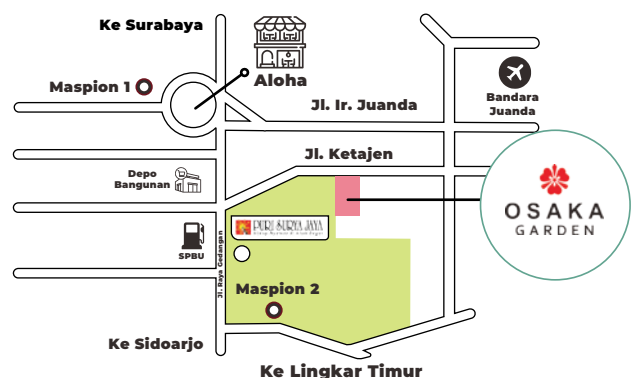 Ke Surabaya
Aloha
Maspion 1
Jl. Ir. Juanda
Bandara
Juanda
Jl. Ketajen
Depo
Bangunan
OSAKA
GARDEN
PURI SURYA JAYA
SPBU
Jl. Raya Gedangan
Maspion 2
Ke Sidoarjo
Ke Lingkar Timur